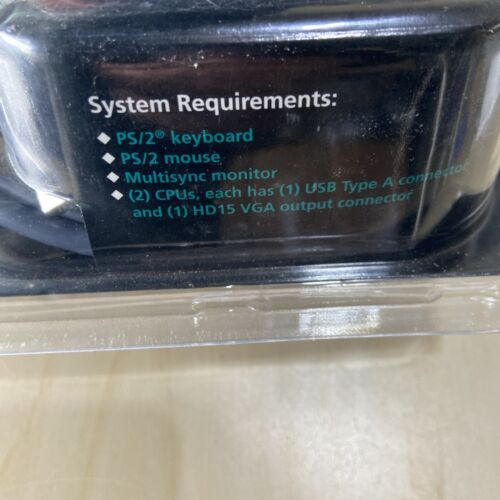 System Requirements:
◆ PS/2® keyboard
◆ PS/2 mouse
◆ Multisync monitor
◆ (2) CPUs, each has (1) USB Type A connector
and (1) HD15 VGA output connector